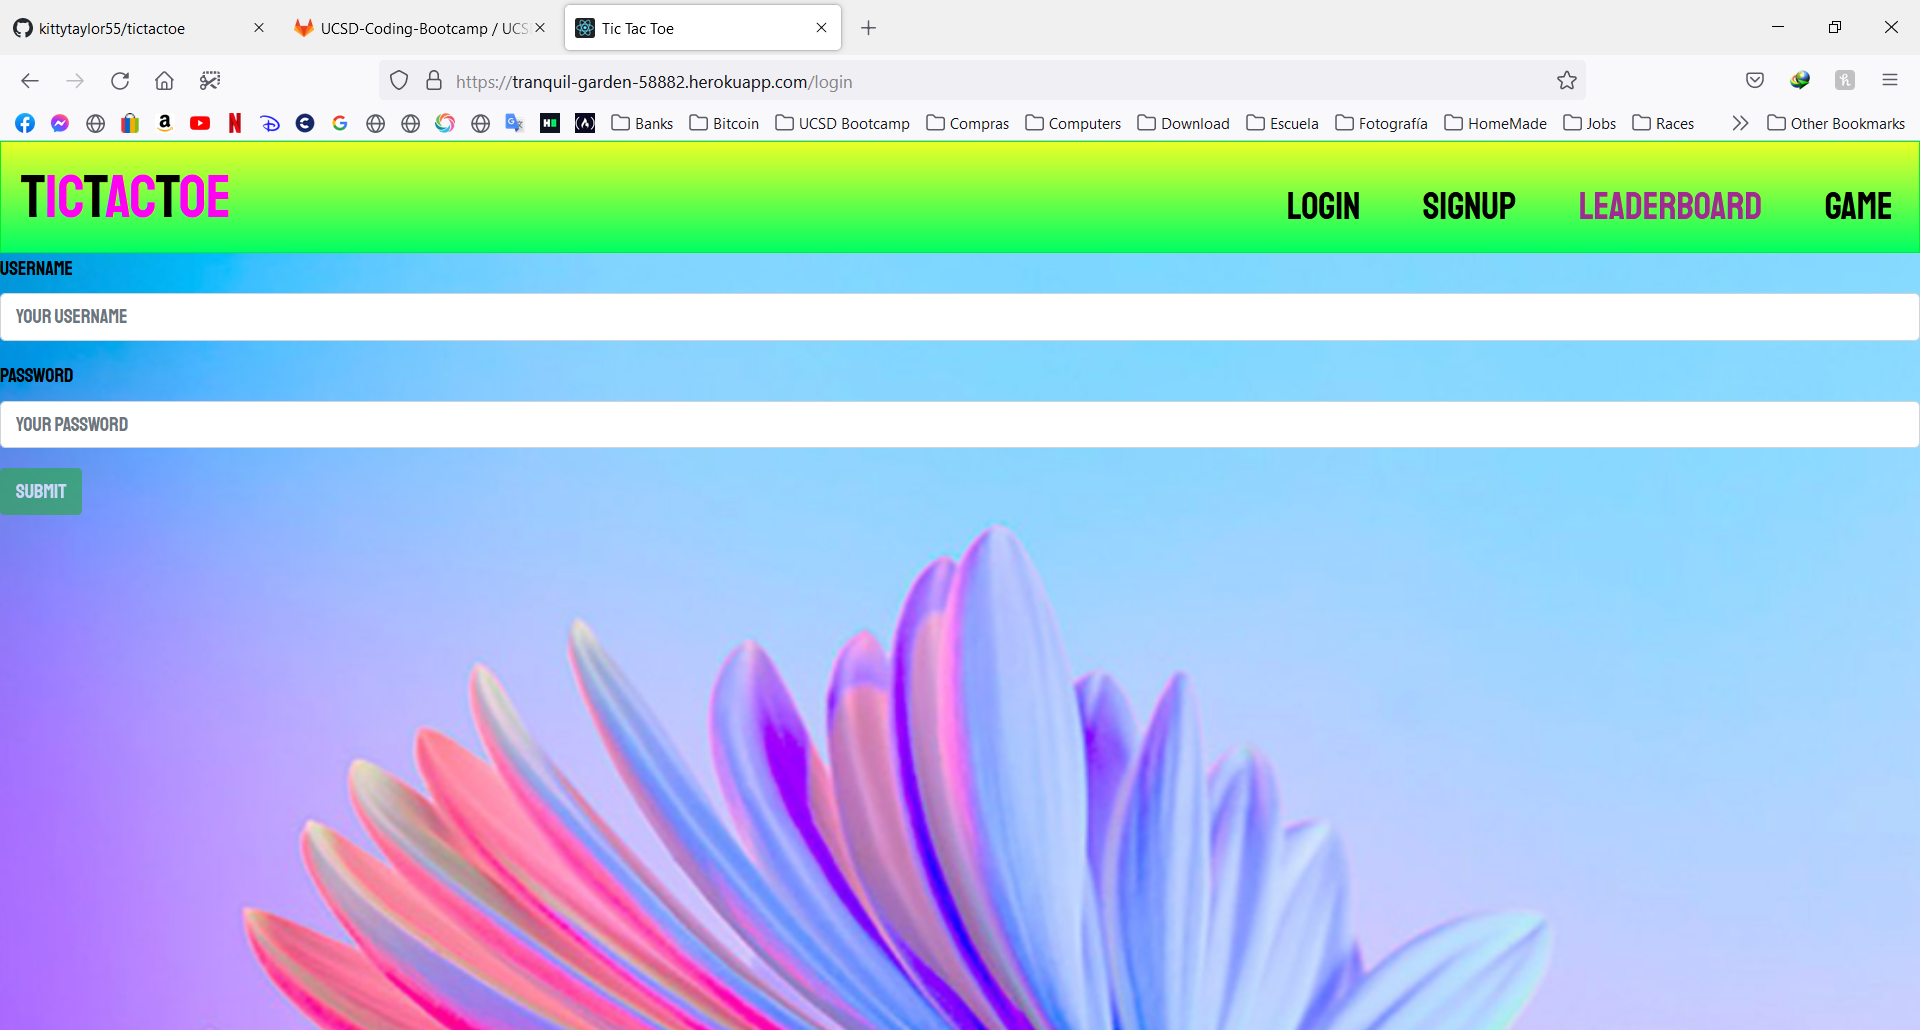 kittytaylor55/tictactoe
UCSD-Coding-Bootcamp / UCS
Tic Tac Toe
https://tranquil-garden-58882.herokuapp.com/login
Banks Bitcoin UCSD Bootcamp Compras Computers Download Escuela Fotografía HomeMade Jobs Races Other Bookmarks
TICTACTOE
LOGIN SIGNUP LEADERBOARD GAME
USERNAME
YOUR USERNAME
PASSWORD
YOUR PASSWORD
SUBMIT